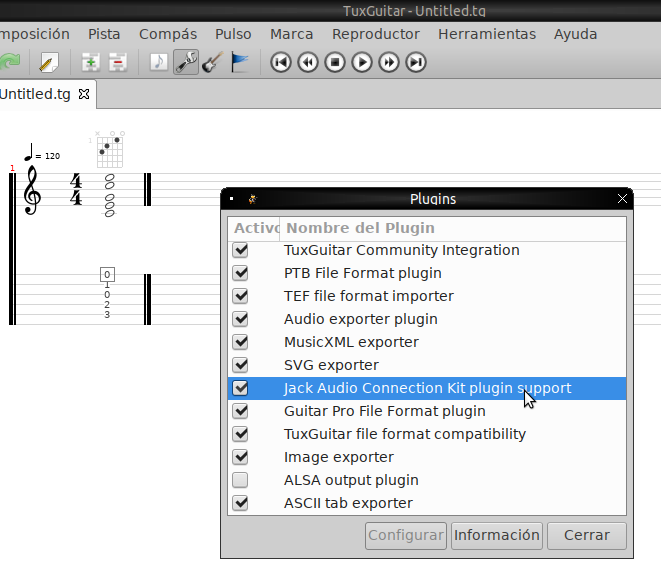 TuxGuitar - Untitled.tg
mposición Pista Compás Pulso Marca Reproductor Herramientas Ayuda
Untitled.tg
= 120
x o o
1
1
4
4
0
1
0
2
3
Plugins
Activo Nombre del Plugin
TuxGuitar Community Integration
PTB File Format plugin
TEF file format importer
Audio exporter plugin
MusicXML exporter
SVG exporter
Jack Audio Connection Kit plugin support
Guitar Pro File Format plugin
TuxGuitar file format compatibility
Image exporter
ALSA output plugin
ASCII tab exporter
Configurar Información Cerrar